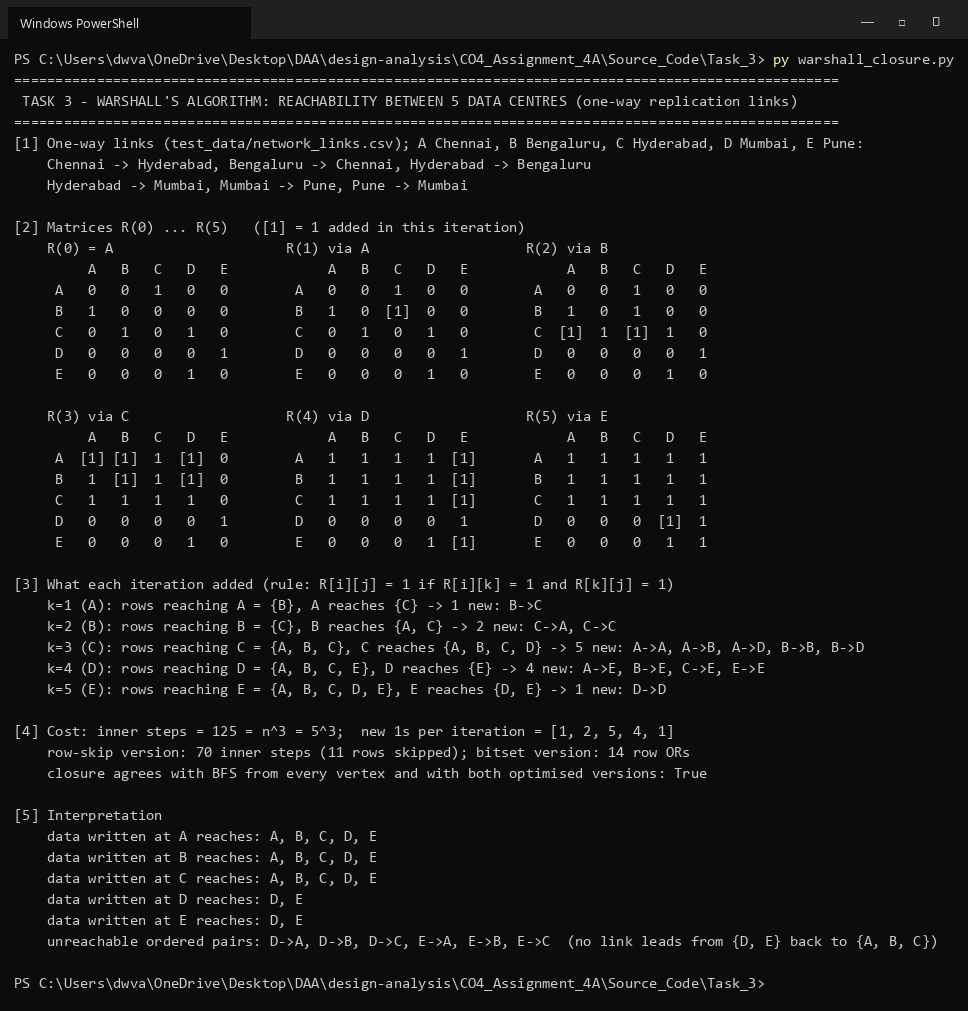 Windows PowerShell
PS C:\Users\dwva\OneDrive\Desktop\DAA\design-analysis\CO4_Assignment_4A\Source_Code\Task_3> py warshall_closure.py
====================================================================================================
 TASK 3 - WARSHALL'S ALGORITHM: REACHABILITY BETWEEN 5 DATA CENTRES (one-way replication links)
====================================================================================================
[1] One-way links (test_data/network_links.csv); A Chennai, B Bengaluru, C Hyderabad, D Mumbai, E Pune:
    Chennai -> Hyderabad, Bengaluru -> Chennai, Hyderabad -> Bengaluru
    Hyderabad -> Mumbai, Mumbai -> Pune, Pune -> Mumbai
[2] Matrices R(0) ... R(5)   ([1] = 1 added in this iteration)
    R(0) = A                     R(1) via A                   R(2) via B
         A   B   C   D   E            A   B   C   D   E            A   B   C   D   E
     A   0   0   1   0   0        A   0   0   1   0   0        A   0   0   1   0   0
     B   1   0   0   0   0        B   1   0  [1]  0   0        B   1   0   1   0   0
     C   0   1   0   1   0        C   0   1   0   1   0        C  [1]  1  [1]  1   0
     D   0   0   0   0   1        D   0   0   0   0   1        D   0   0   0   0   1
     E   0   0   0   1   0        E   0   0   0   1   0        E   0   0   0   1   0
    R(3) via C                   R(4) via D                   R(5) via E
         A   B   C   D   E            A   B   C   D   E            A   B   C   D   E
     A  [1] [1]  1  [1]  0        A   1   1   1   1  [1]       A   1   1   1   1   1
     B   1  [1]  1  [1]  0        B   1   1   1   1  [1]       B   1   1   1   1   1
     C   1   1   1   1   0        C   1   1   1   1  [1]       C   1   1   1   1   1
     D   0   0   0   0   1        D   0   0   0   0   1        D   0   0   0  [1]  1
     E   0   0   0   1   0        E   0   0   0   1  [1]       E   0   0   0   1   1
[3] What each iteration added (rule: R[i][j] = 1 if R[i][k] = 1 and R[k][j] = 1)
    k=1 (A): rows reaching A = {B}, A reaches {C} -> 1 new: B->C
    k=2 (B): rows reaching B = {C}, B reaches {A, C} -> 2 new: C->A, C->C
    k=3 (C): rows reaching C = {A, B, C}, C reaches {A, B, C, D} -> 5 new: A->A, A->B, A->D, B->B, B->D
    k=4 (D): rows reaching D = {A, B, C, E}, D reaches {E} -> 4 new: A->E, B->E, C->E, E->E
    k=5 (E): rows reaching E = {A, B, C, D, E}, E reaches {D, E} -> 1 new: D->D
[4] Cost: inner steps = 125 = n^3 = 5^3;  new 1s per iteration = [1, 2, 5, 4, 1]
    row-skip version: 70 inner steps (11 rows skipped); bitset version: 14 row ORs
    closure agrees with BFS from every vertex and with both optimised versions: True
[5] Interpretation
    data written at A reaches: A, B, C, D, E
    data written at B reaches: A, B, C, D, E
    data written at C reaches: A, B, C, D, E
    data written at D reaches: D, E
    data written at E reaches: D, E
    unreachable ordered pairs: D->A, D->B, D->C, E->A, E->B, E->C  (no link leads from {D, E} back to {A, B, C})
PS C:\Users\dwva\OneDrive\Desktop\DAA\design-analysis\CO4_Assignment_4A\Source_Code\Task_3>